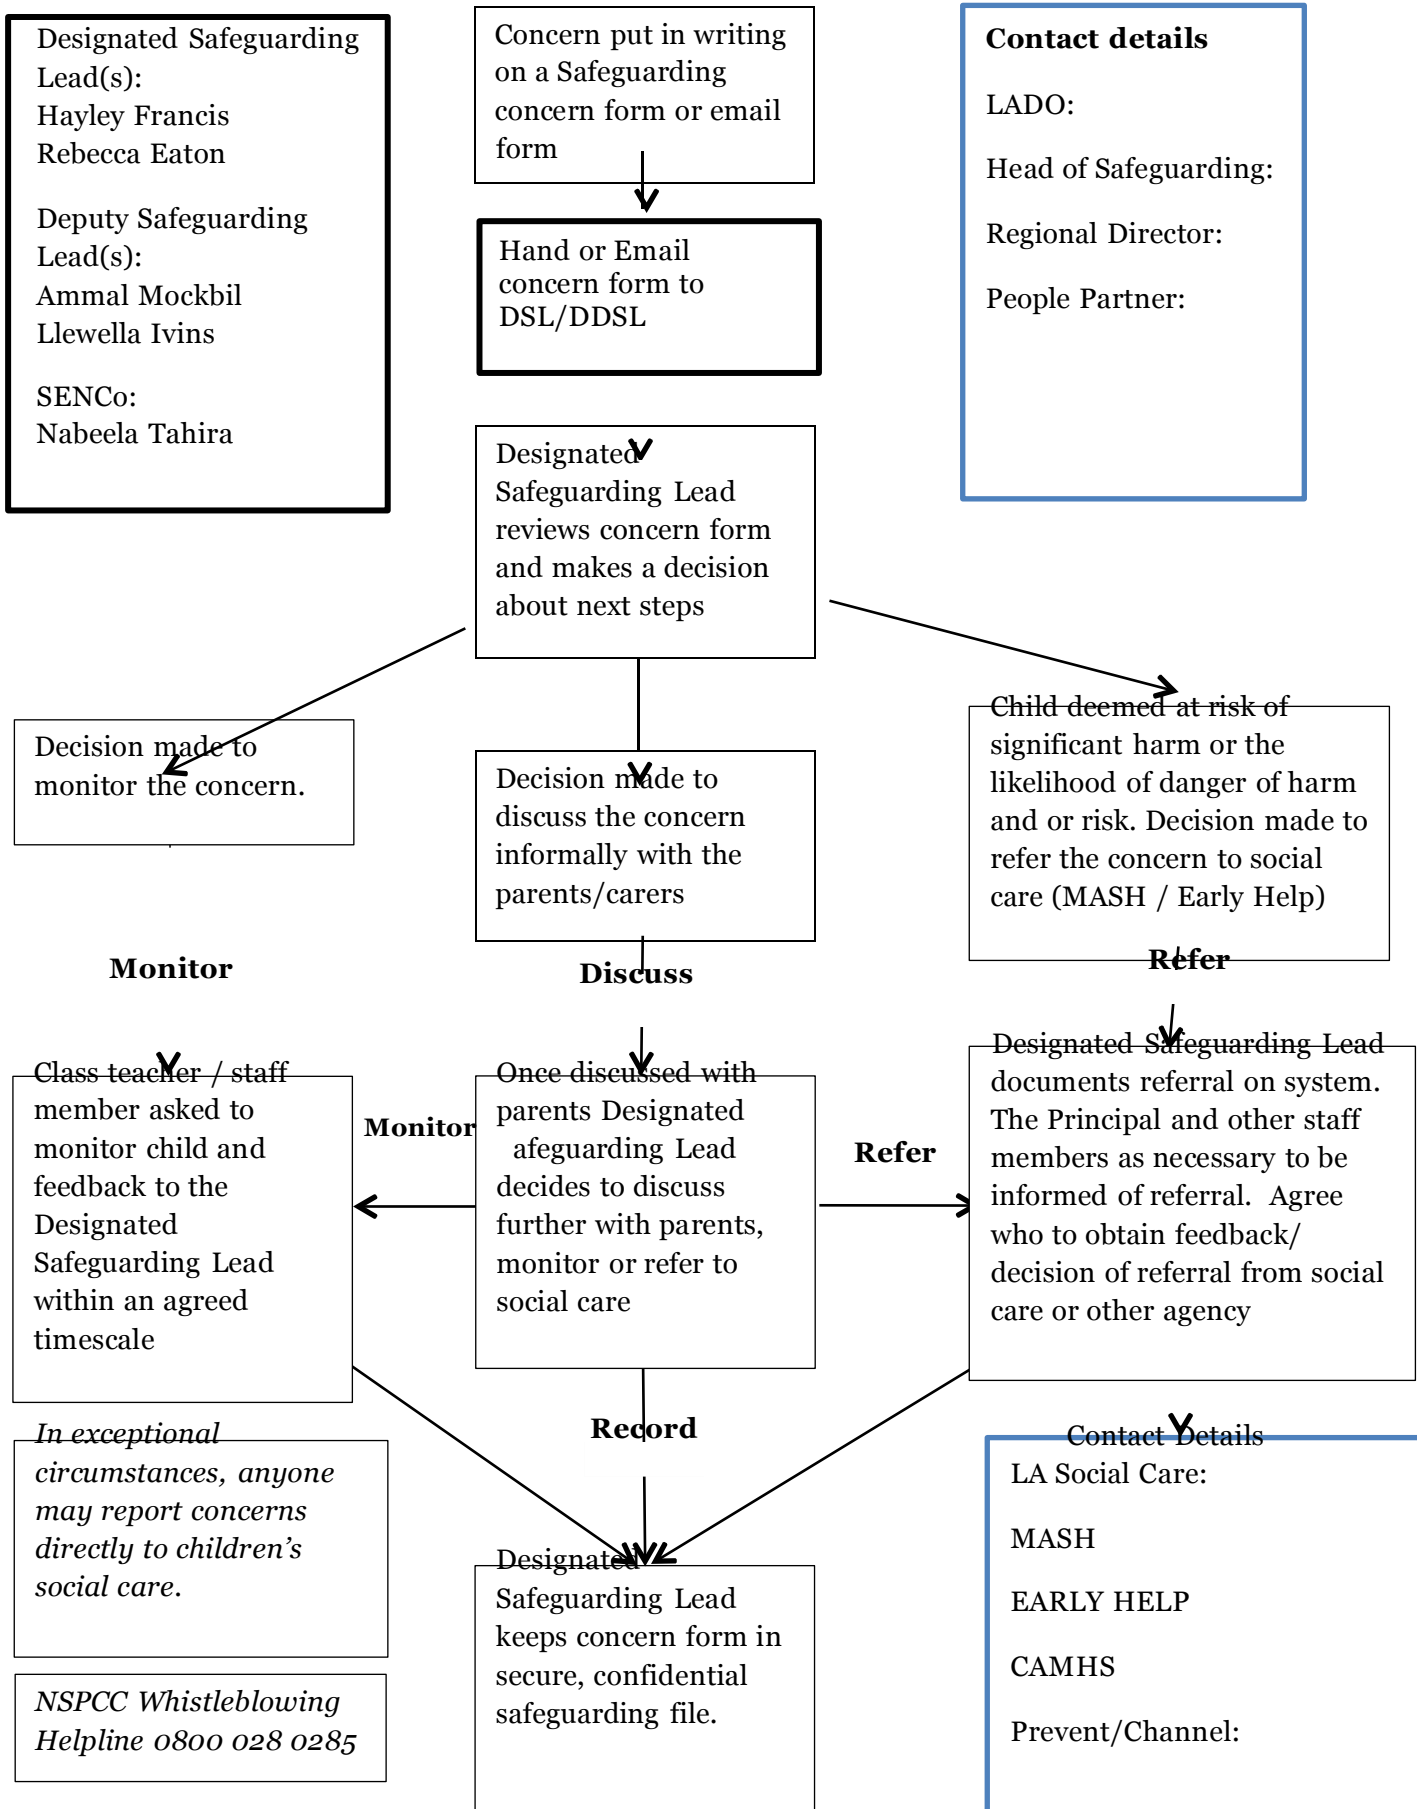 Designated Safeguarding
Lead(s):
Hayley Francis
Rebecca Eaton
Deputy Safeguarding
Lead(s):
Ammal Mockbil
Llewella Ivins
SENCo:
Nabeela Tahira
Concern put in writing
on a Safeguarding
concern form or email
form
Hand or Email
concern form to
DSL/DDSL
Contact details
LADO:
Head of Safeguarding:
Regional Director:
People Partner:
Designated
Safeguarding Lead
reviews concern form
and makes a decision
about next steps
Decision made to
monitor the concern.
Decision made to
discuss the concern
informally with the
parents/carers
Child deemed at risk of
significant harm or the
likelihood of danger of harm
and or risk. Decision made to
refer the concern to social
care (MASH / Early Help)
Monitor
Discuss
Refer
Class teacher / staff
member asked to
monitor child and
feedback to the
Designated
Safeguarding Lead
within an agreed
timescale
Monitor
Once discussed with
parents Designated
afeguarding Lead
decides to discuss
further with parents,
monitor or refer to
social care
Refer
Designated Safeguarding Lead
documents referral on system.
The Principal and other staff
members as necessary to be
informed of referral. Agree
who to obtain feedback/
decision of referral from social
care or other agency
In exceptional
circumstances, anyone
may report concerns
directly to children’s
social care.
NSPCC Whistleblowing
Helpline 0800 028 0285
Record
Designated
Safeguarding Lead
keeps concern form in
secure, confidential
safeguarding file.
Contact Details
LA Social Care:
MASH
EARLY HELP
CAMHS
Prevent/Channel: